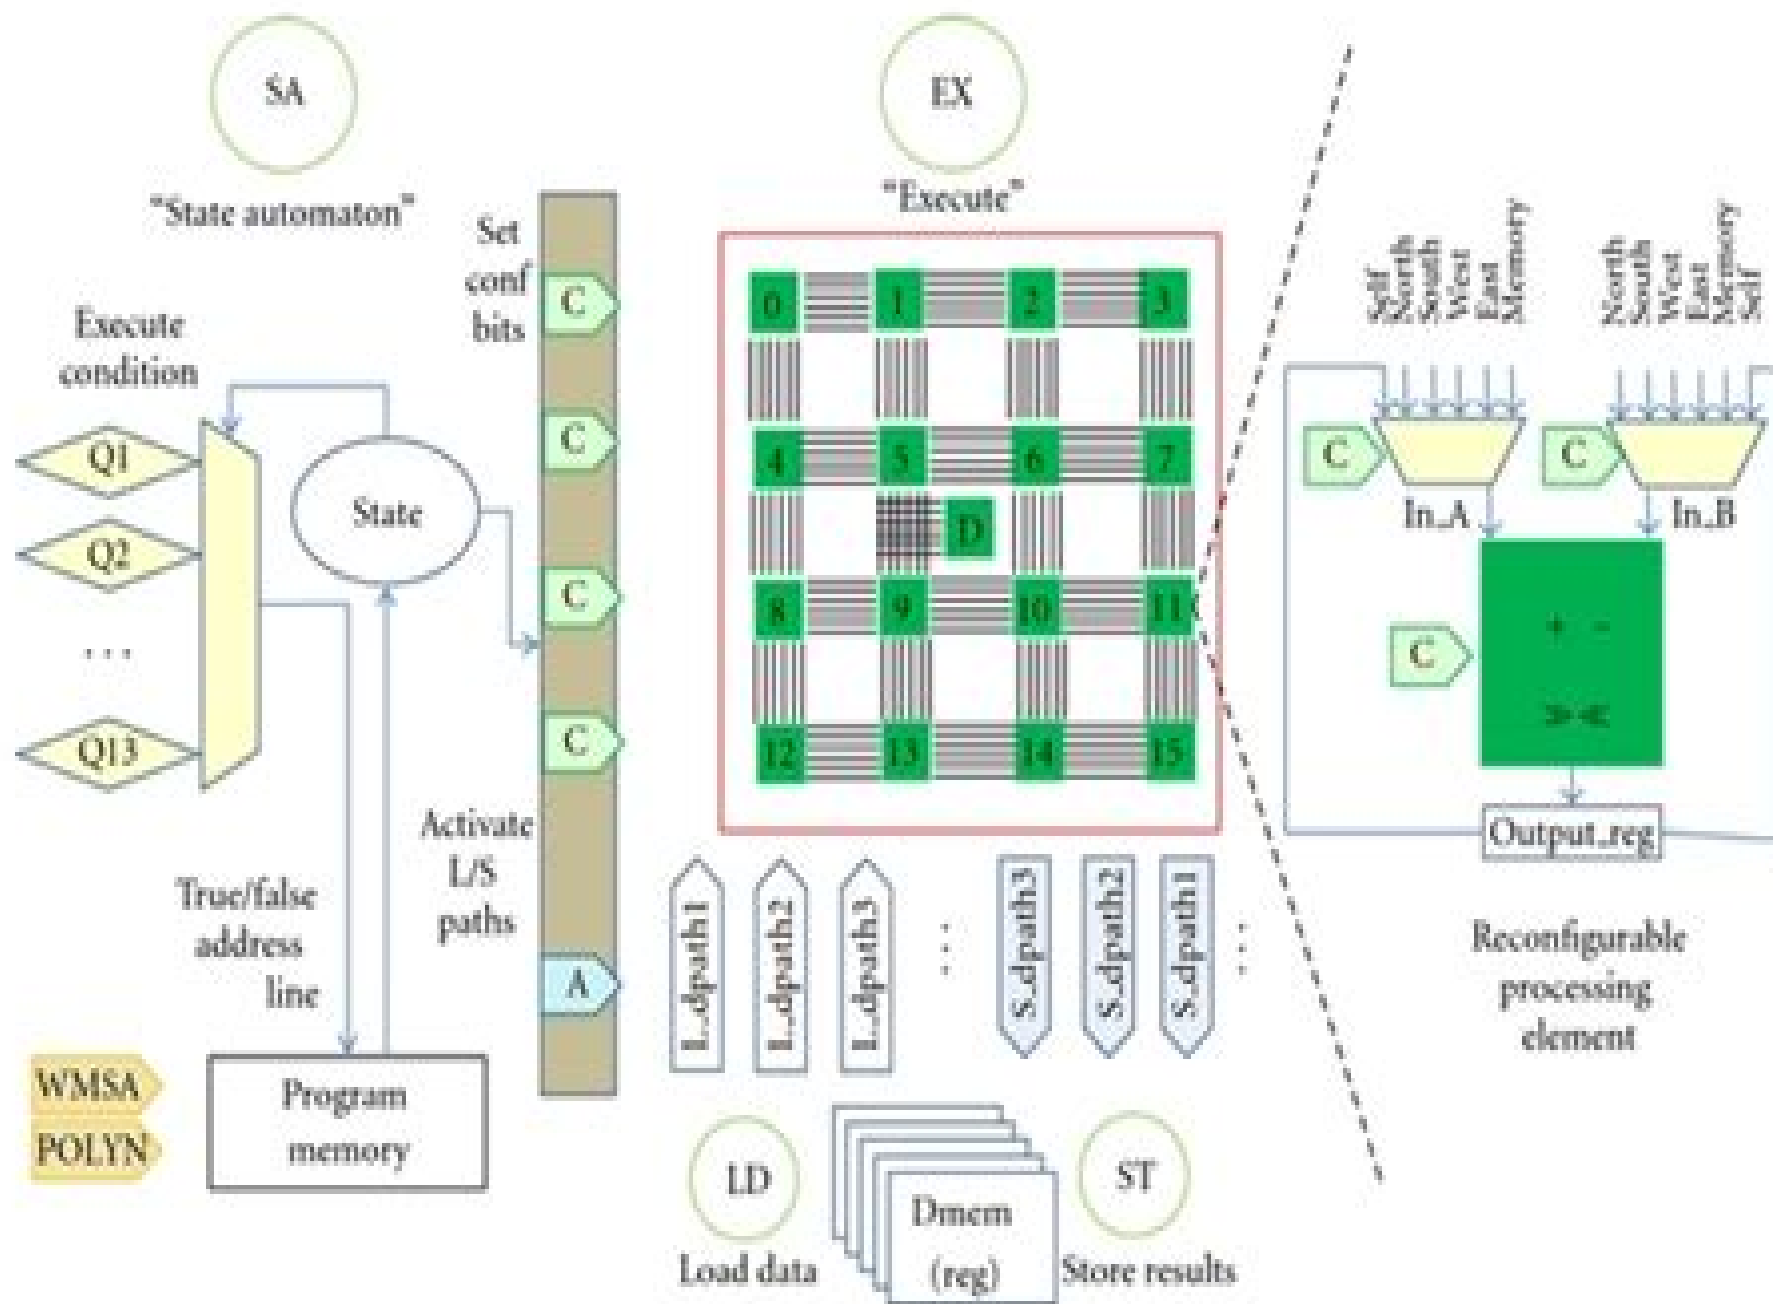 SA
"State automaton"
Execute
condition
Q1
Q2
...
Q13
State
True/false
address
line
WMSA
POLYN
Program
memory
Set
conf
bits
C
C
C
C
Activate
L/S
paths
A
EX
"Execute"
0
1
2
3
4
5
6
7
D
8
9
10
11
12
13
14
15
L_dpath1
L_dpath2
L_dpath3
...
S_dpath3
S_dpath2
S_dpath1
...
LD
Load data
Dmem
(reg)
ST
Store results
Self
North
South
West
East
Memory
North
South
West
East
Memory
Self
C
C
In_A
In_B
C
+ -
≫ ≪
Output_reg
Reconfigurable
processing
element